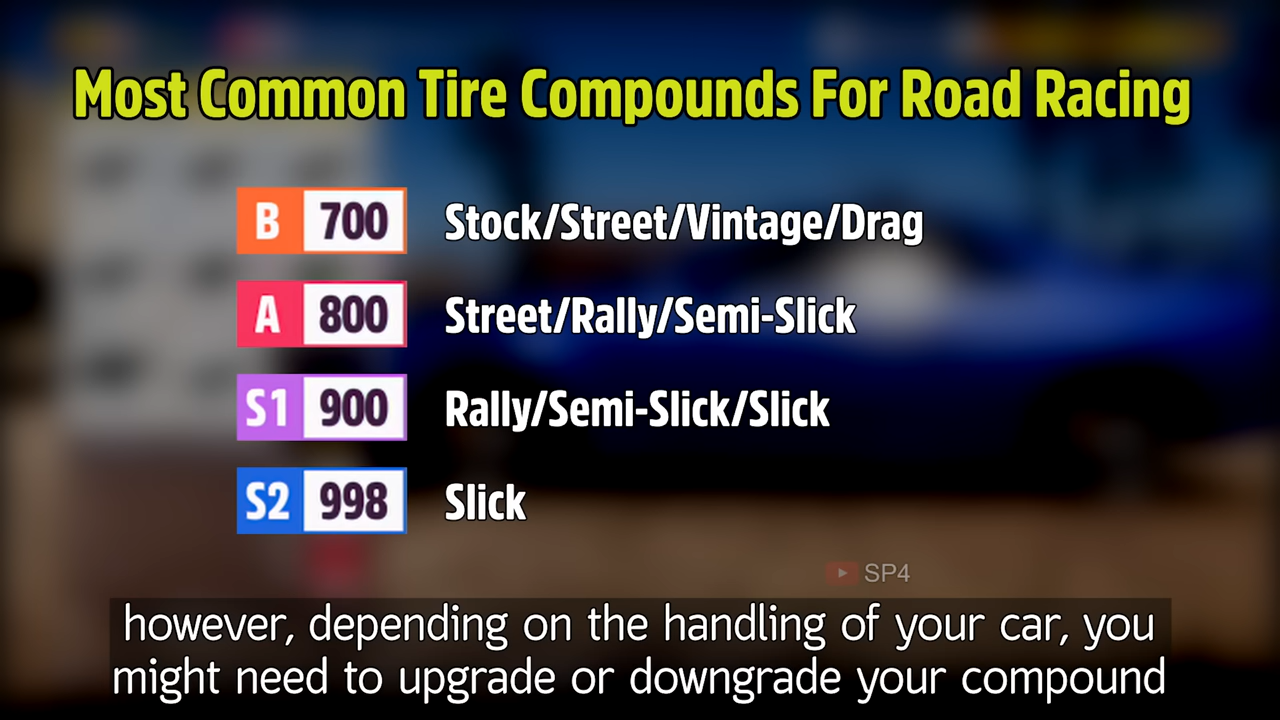 Most Common Tire Compounds For Road Racing
B 700 Stock/Street/Vintage/Drag
A 800 Street/Rally/Semi-Slick
S1 900 Rally/Semi-Slick/Slick
S2 998 Slick
SP4
however, depending on the handling of your car, you
might need to upgrade or downgrade your compound